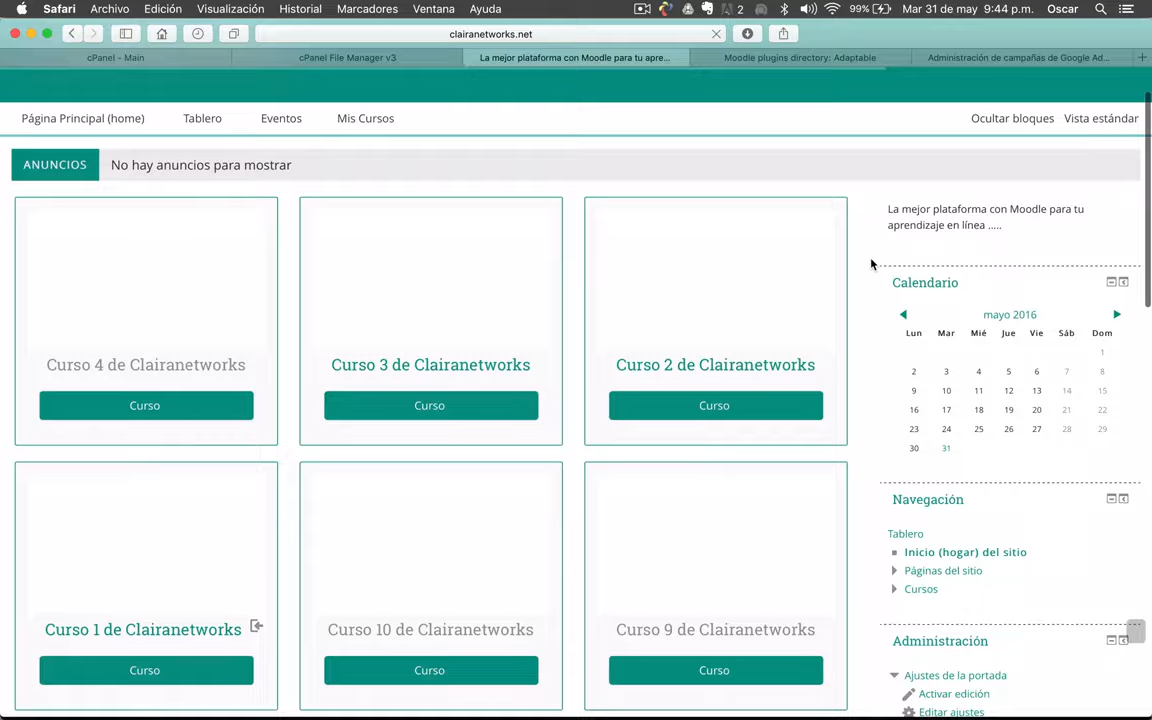 Safari Archivo Edición Visualización Historial Marcadores Ventana Ayuda 2 99% Mar 31 de may 9:44 p.m. Oscar
clairanetworks.net
cPanel – Main cPanel File Manager v3 La mejor plataforma con Moodle para tu apre... Moodle plugins directory: Adaptable Administración de campañas de Google Ad...
Página Principal (home) Tablero Eventos Mis Cursos Ocultar bloques Vista estándar
ANUNCIOS No hay anuncios para mostrar
Curso 4 de Clairanetworks
Curso
Curso 3 de Clairanetworks
Curso
Curso 2 de Clairanetworks
Curso
Curso 1 de Clairanetworks
Curso
Curso 10 de Clairanetworks
Curso
Curso 9 de Clairanetworks
Curso
La mejor plataforma con Moodle para tu
aprendizaje en línea .....
Calendario
mayo 2016
Lun Mar Mié Jue Vie Sáb Dom
1
2 3 4 5 6 7 8
9 10 11 12 13 14 15
16 17 18 19 20 21 22
23 24 25 26 27 28 29
30 31
Navegación
Tablero
Inicio (hogar) del sitio
Páginas del sitio
Cursos
Administración
Ajustes de la portada
Activar edición
Editar ajustes